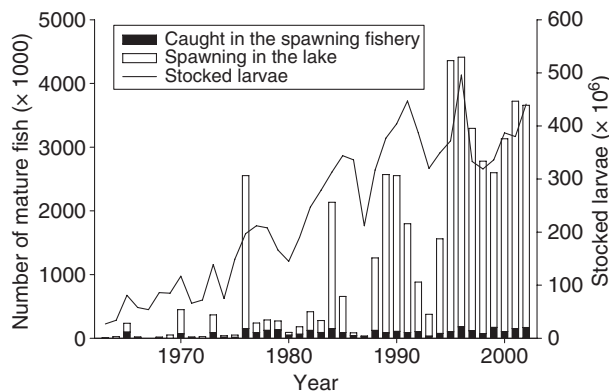 Caught in the spawning fishery
Spawning in the lake
Stocked larvae
Number of mature fish (× 1000)
5000
4000
3000
2000
1000
0
Stocked larvae (× 10⁶)
600
500
400
300
200
100
0
1970
1980
1990
2000
Year